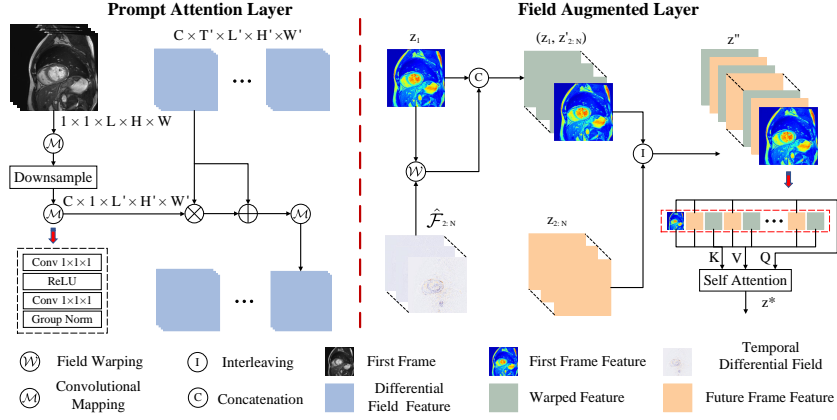 Prompt Attention Layer
C × T' × L' × H' × W'
1 × 1 × L × H × W
M
Downsample
M
C × 1 × L' × H' × W'
M
Conv 1×1×1
ReLU
Conv 1×1×1
Group Norm
Field Augmented Layer
z₁
(z₁, z'₂:N)
z''
C
W
I
F̂₂:N
z₂:N
K
V
Q
Self Attention
z*
W Field Warping
I Interleaving
First Frame
First Frame Feature
Temporal
Differential Field
M Convolutional
Mapping
C Concatenation
Differential
Field Feature
Warped Feature
Future Frame Feature